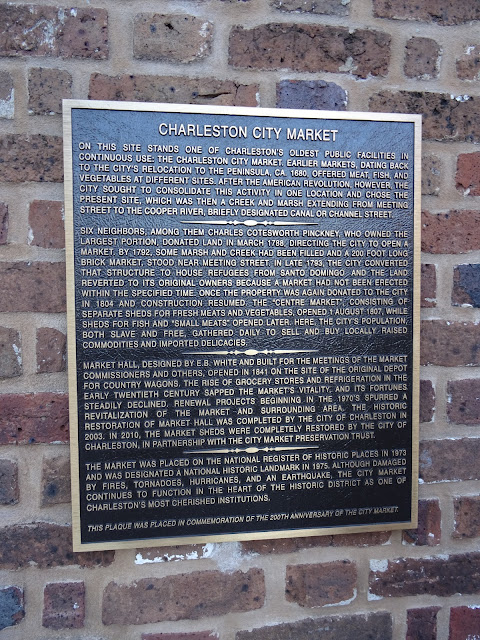 CHARLESTON CITY MARKET
ON THIS SITE STANDS ONE OF CHARLESTON'S OLDEST PUBLIC FACILITIES IN
CONTINUOUS USE: THE CHARLESTON CITY MARKET. EARLIER MARKETS, DATING BACK
TO THE CITY'S RELOCATION TO THE PENINSULA, CA. 1680, OFFERED MEAT, FISH, AND
VEGETABLES AT DIFFERENT SITES. AFTER THE AMERICAN REVOLUTION, HOWEVER, THE
CITY SOUGHT TO CONSOLIDATE THIS ACTIVITY IN ONE LOCATION AND CHOSE THE
PRESENT SITE, WHICH WAS THEN A CREEK AND MARSH EXTENDING FROM MEETING
STREET TO THE COOPER RIVER, BRIEFLY DESIGNATED CANAL OR CHANNEL STREET.
SIX NEIGHBORS, AMONG THEM CHARLES COTESWORTH PINCKNEY, WHO OWNED THE
LARGEST PORTION, DONATED LAND IN MARCH 1788, DIRECTING THE CITY TO OPEN A
MARKET. BY 1792, SOME MARSH AND CREEK HAD BEEN FILLED AND A 200 FOOT LONG
BRICK MARKET, STOOD NEAR MEETING STREET. IN LATE 1793, THE CITY CONVERTED
THAT STRUCTURE TO HOUSE REFUGEES FROM SANTO DOMINGO, AND THE LAND
REVERTED TO ITS ORIGINAL OWNERS BECAUSE A MARKET HAD NOT BEEN ERECTED
WITHIN THE SPECIFIED TIME. ONCE THE PROPERTY WAS AGAIN DONATED TO THE CITY
IN 1804 AND CONSTRUCTION RESUMED, THE "CENTRE MARKET", CONSISTING OF
SEPARATE SHEDS FOR FRESH MEATS AND VEGETABLES, OPENED 1 AUGUST 1807, WHILE
SHEDS FOR FISH AND "SMALL MEATS" OPENED LATER. HERE, THE CITY'S POPULATION,
BOTH SLAVE AND FREE, GATHERED DAILY TO SELL AND BUY LOCALLY RAISED
COMMODITIES AND IMPORTED DELICACIES.
MARKET HALL, DESIGNED BY E.B. WHITE AND BUILT FOR THE MEETINGS OF THE MARKET
COMMISSIONERS AND OTHERS, OPENED IN 1841 ON THE SITE OF THE ORIGINAL DEPOT
FOR COUNTRY WAGONS. THE RISE OF GROCERY STORES AND REFRIGERATION IN THE
EARLY TWENTIETH CENTURY SAPPED THE MARKET'S VITALITY, AND ITS FORTUNES
STEADILY DECLINED. RENEWAL PROJECTS BEGINNING IN THE 1970'S SPURRED A
REVITALIZATION OF THE MARKET AND SURROUNDING AREA. THE HISTORIC
RESTORATION OF MARKET HALL WAS COMPLETED BY THE CITY OF CHARLESTON IN
2003. IN 2010, THE MARKET SHEDS WERE COMPLETELY RESTORED BY THE CITY OF
CHARLESTON, IN PARTNERSHIP WITH THE CITY MARKET PRESERVATION TRUST.
THE MARKET WAS PLACED ON THE NATIONAL REGISTER OF HISTORIC PLACES IN 1973
AND WAS DESIGNATED A NATIONAL HISTORIC LANDMARK IN 1975. ALTHOUGH DAMAGED
BY FIRES, TORNADOES, HURRICANES, AND AN EARTHQUAKE, THE CITY MARKET
CONTINUES TO FUNCTION IN THE HEART OF THE HISTORIC DISTRICT AS ONE OF
CHARLESTON'S MOST CHERISHED INSTITUTIONS.
THIS PLAQUE WAS PLACED IN COMMEMORATION OF THE 200TH ANNIVERSARY OF THE CITY MARKET.